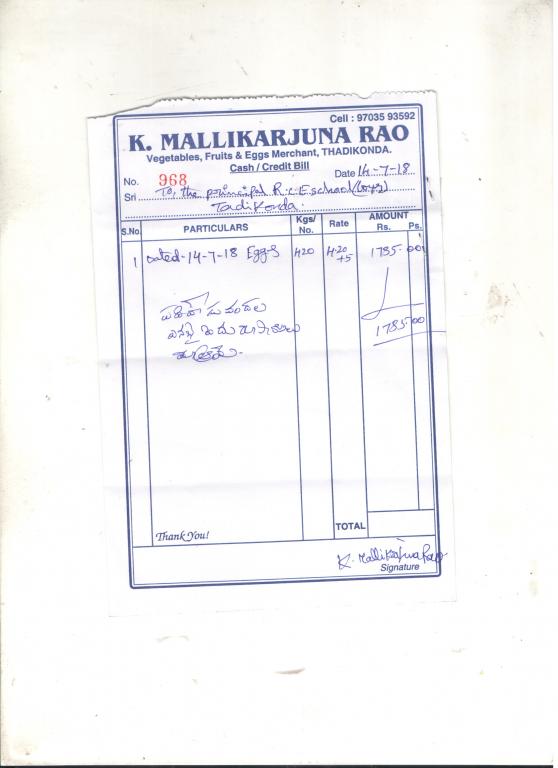 Cell : 97035 93592
K. MALLIKARJUNA RAO
Vegetables, Fruits & Eggs Merchant, THADIKONDA.
Cash / Credit Bill
No. 968 Date 14-7-18
Sri To, the principal R.C.E. school (boys)
Tadikonda.
S.No. PARTICULARS Kgs/ No. Rate AMOUNT Rs. Ps.
1 Dated-14-7-18 Eggs 420 4.20 +5 1785.00
1785.00
రూపాయలు
మాత్రమే.
Thank You! TOTAL
K. Mallikarjuna Rao
Signature